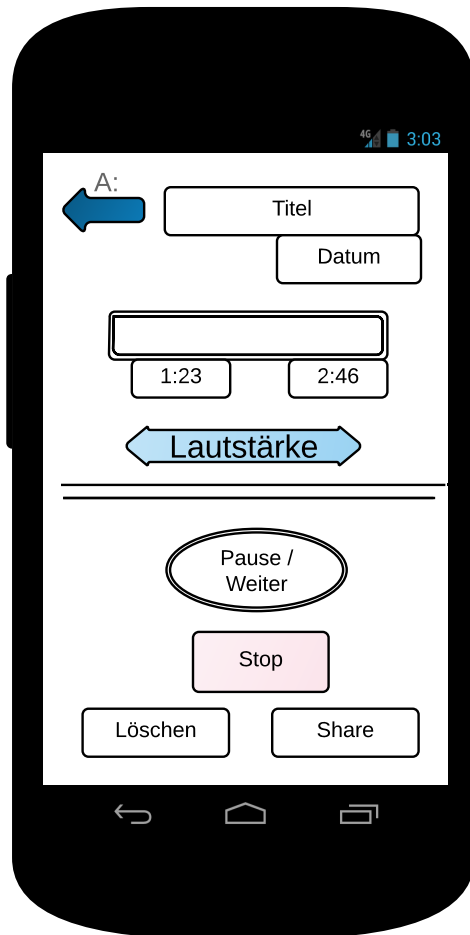 4G 3:03
A:
Titel
Datum
1:23 2:46
Lautstärke
Pause /
Weiter
Stop
Löschen Share